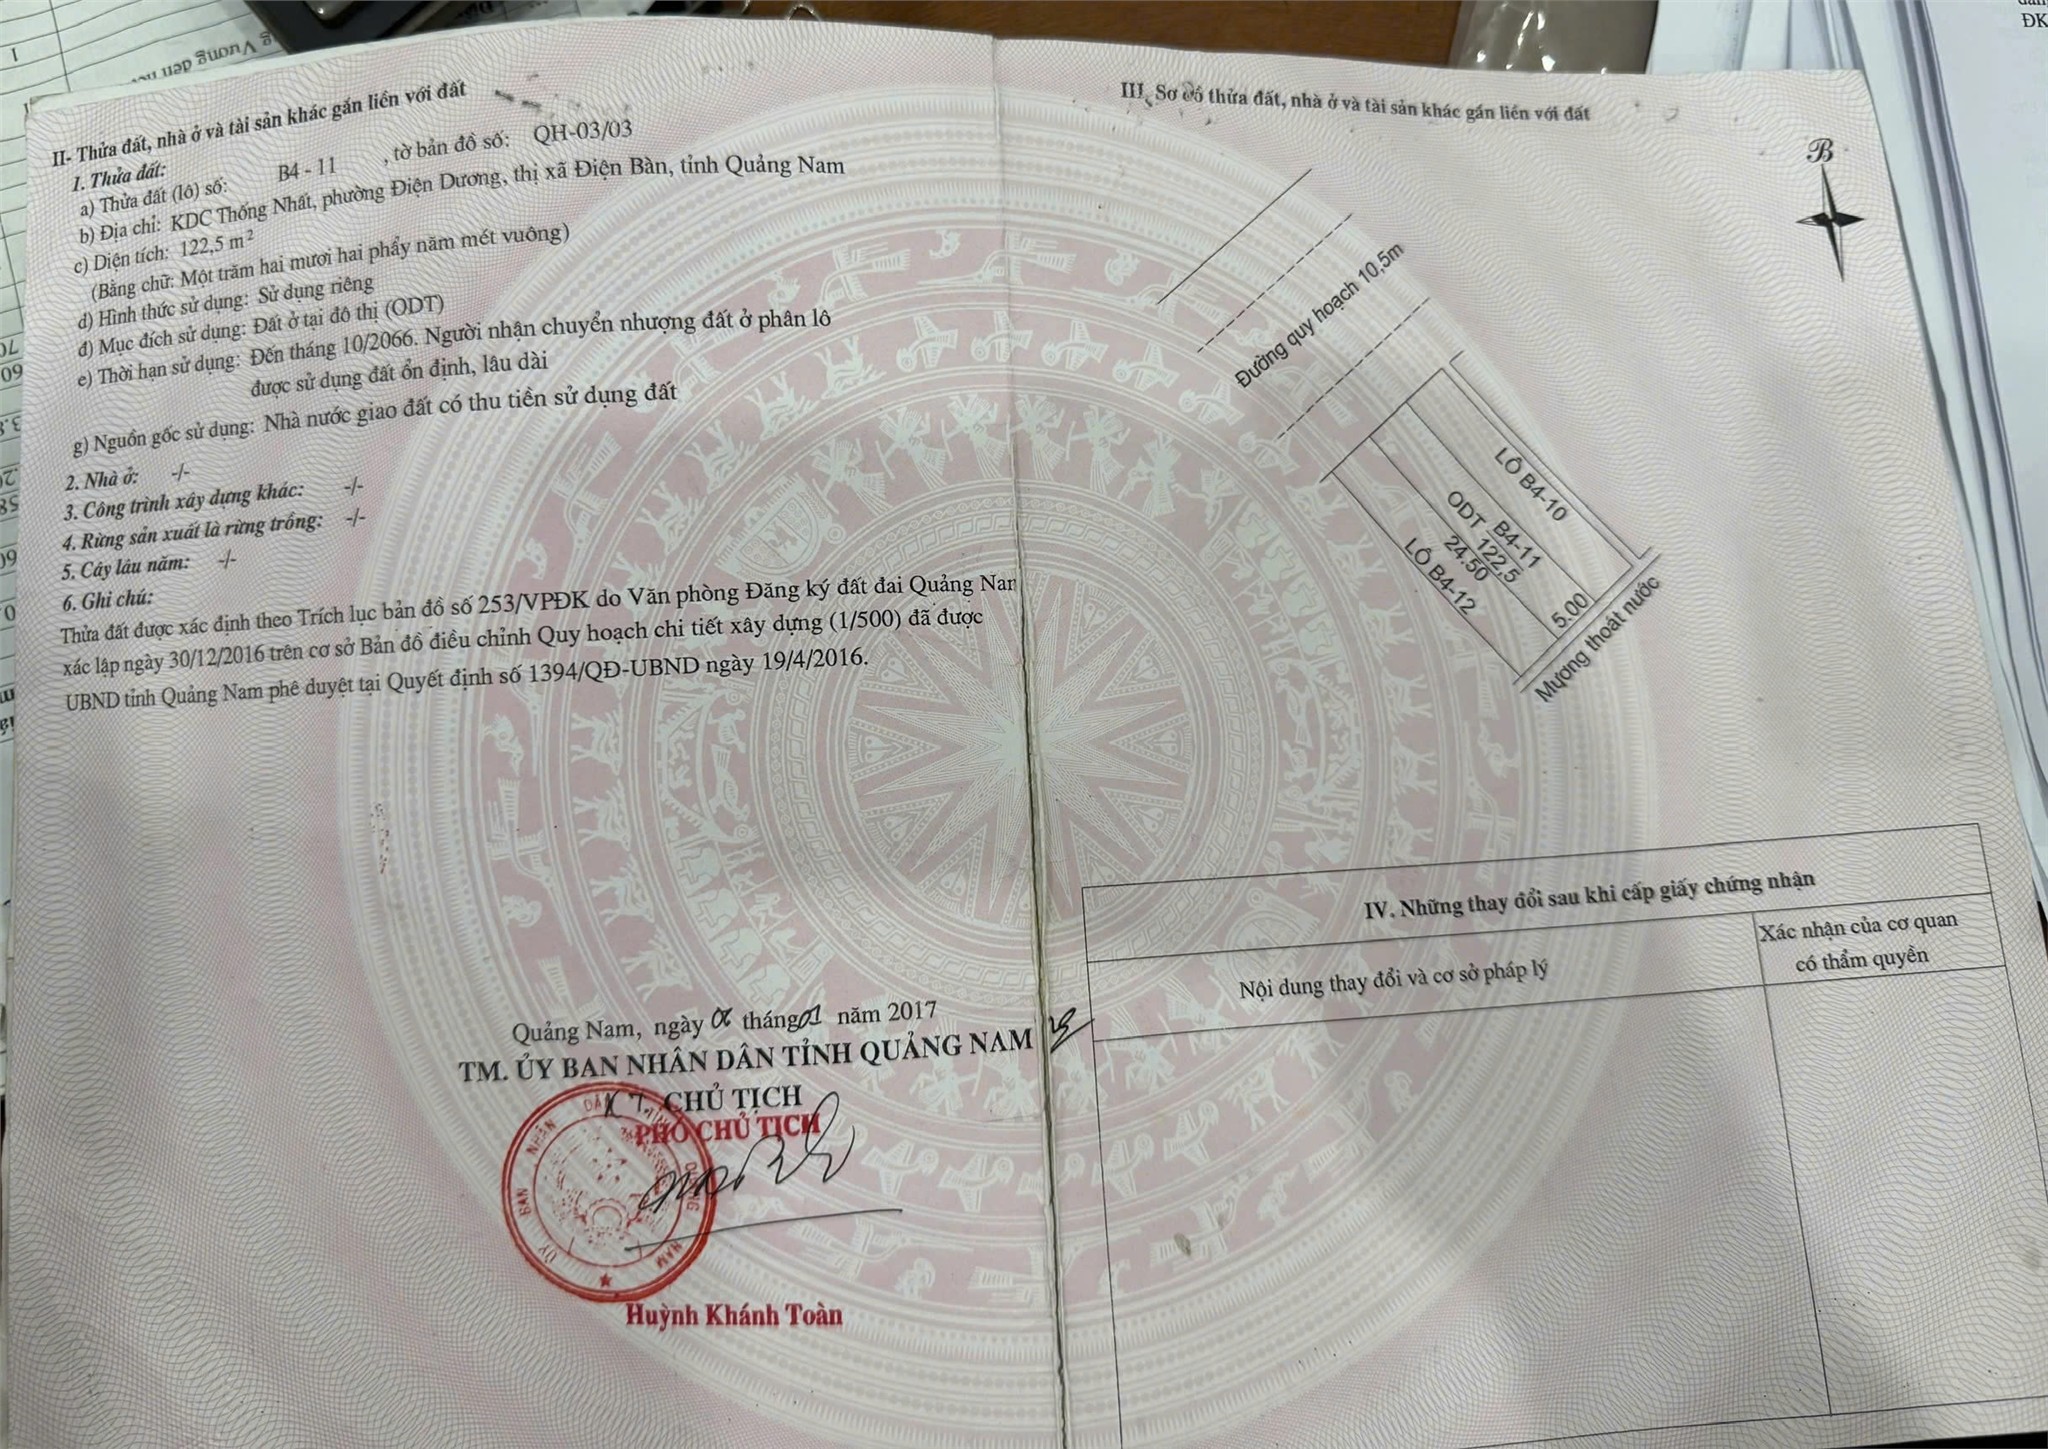 II- Thửa đất, nhà ở và tài sản khác gắn liền với đất
1. Thửa đất:
a) Thửa đất (lô) số: B4 - 11 , tờ bản đồ số: QH-03/03
b) Địa chỉ: KDC Thống Nhất, phường Điện Dương, thị xã Điện Bàn, tỉnh Quảng Nam
c) Diện tích: 122,5 m²
(Bằng chữ: Một trăm hai mươi hai phẩy năm mét vuông)
d) Hình thức sử dụng: Sử dụng riêng
đ) Mục đích sử dụng: Đất ở tại đô thị (ODT)
e) Thời hạn sử dụng: Đến tháng 10/2066. Người nhận chuyển nhượng đất ở phân lô
được sử dụng đất ổn định, lâu dài
g) Nguồn gốc sử dụng: Nhà nước giao đất có thu tiền sử dụng đất
2. Nhà ở: -/-
3. Công trình xây dựng khác: -/-
4. Rừng sản xuất là rừng trồng: -/-
5. Cây lâu năm: -/-
6. Ghi chú:
Thửa đất được xác định theo Trích lục bản đồ số 253/VPĐK do Văn phòng Đăng ký đất đai Quảng Nam
xác lập ngày 30/12/2016 trên cơ sở Bản đồ điều chỉnh Quy hoạch chi tiết xây dựng (1/500) đã được
UBND tỉnh Quảng Nam phê duyệt tại Quyết định số 1394/QĐ-UBND ngày 19/4/2016.
Quảng Nam, ngày 06 tháng 01 năm 2017
TM. ỦY BAN NHÂN DÂN TỈNH QUẢNG NAM
KT. CHỦ TỊCH
PHÓ CHỦ TỊCH
ỦY BAN NHÂN DÂN TỈNH QUẢNG NAM
Huỳnh Khánh Toàn
III. Sơ đồ thửa đất, nhà ở và tài sản khác gắn liền với đất
B
Đường quy hoạch 10,5m
LÔ B4-10
B4-11
ODT 122,5
24.50
LÔ B4-12
5.00
Mương thoát nước
IV. Những thay đổi sau khi cấp giấy chứng nhận
Nội dung thay đổi và cơ sở pháp lý
Xác nhận của cơ quan
có thẩm quyền